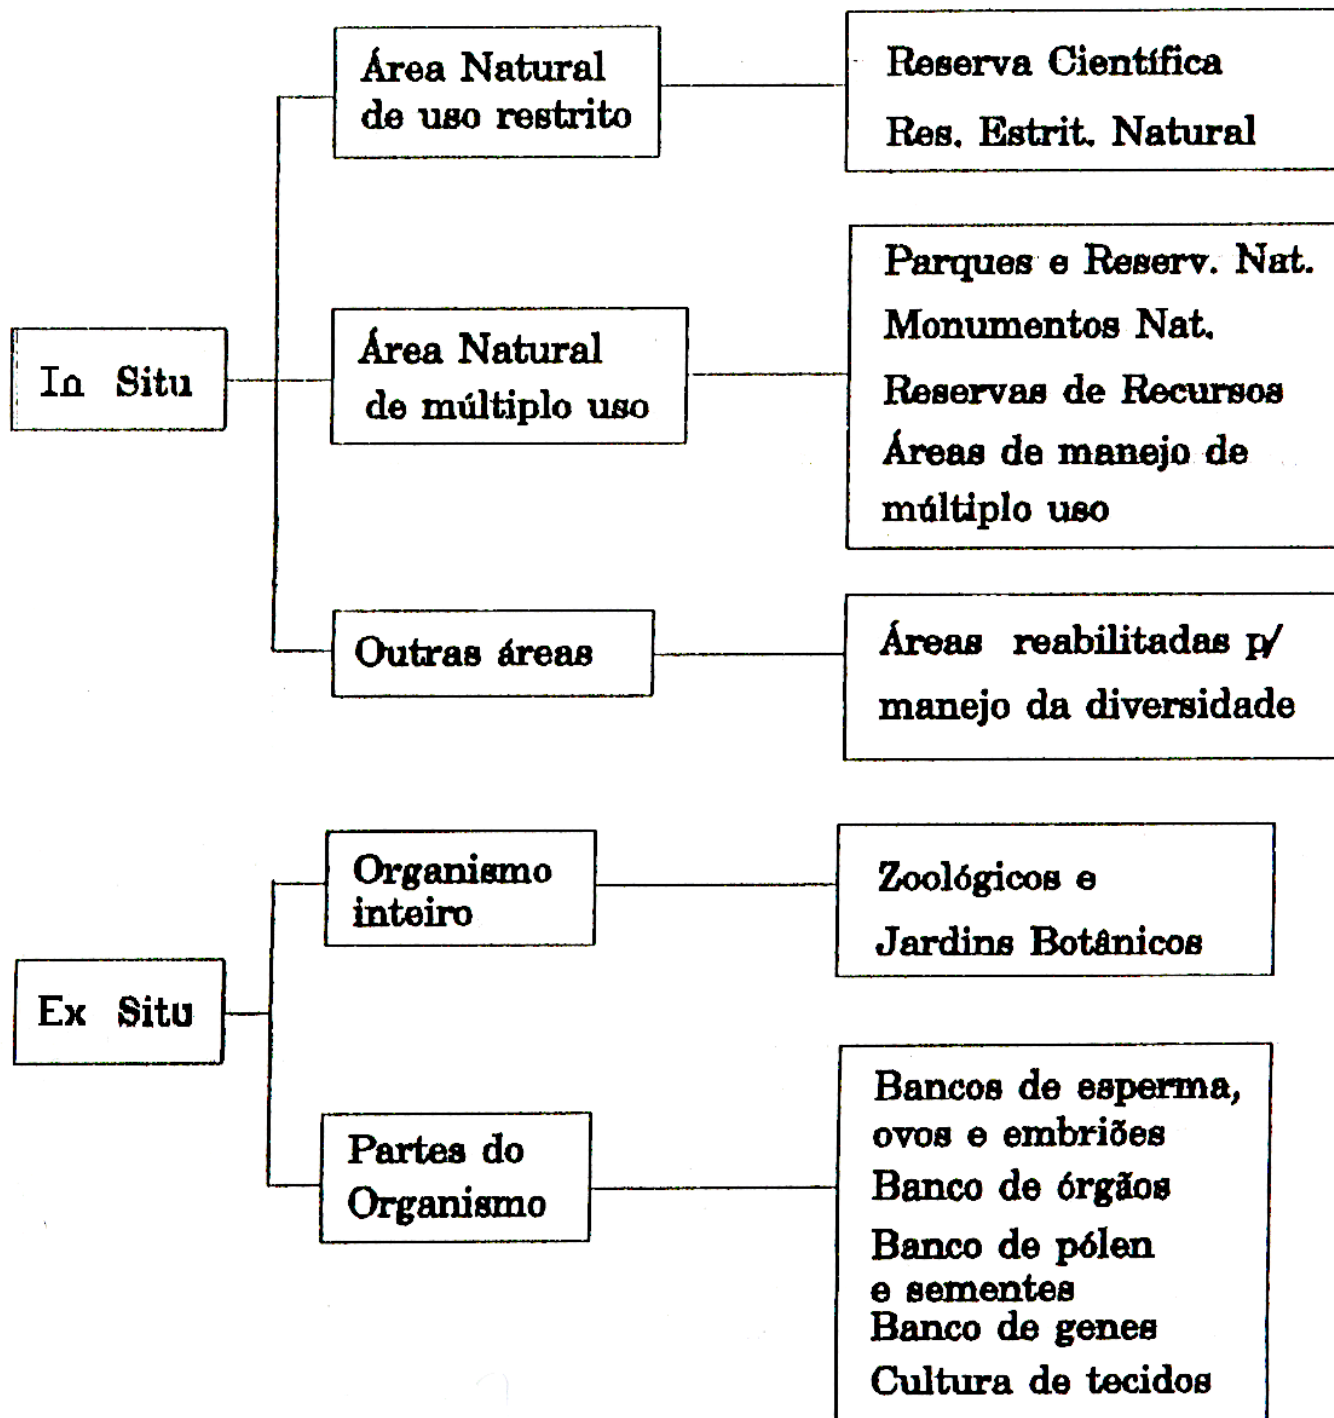 Área Natural
de uso restrito
Reserva Científica
Res. Estrit. Natural
In Situ
Área Natural
de múltiplo uso
Parques e Reserv. Nat.
Monumentos Nat.
Reservas de Recursos
Áreas de manejo de
múltiplo uso
Outras áreas
Áreas reabilitadas p/
manejo da diversidade
Ex Situ
Organismo
inteiro
Zoológicos e
Jardins Botânicos
Partes do
Organismo
Bancos de esperma,
ovos e embriões
Banco de órgãos
Banco de pólen
e sementes
Banco de genes
Cultura de tecidos